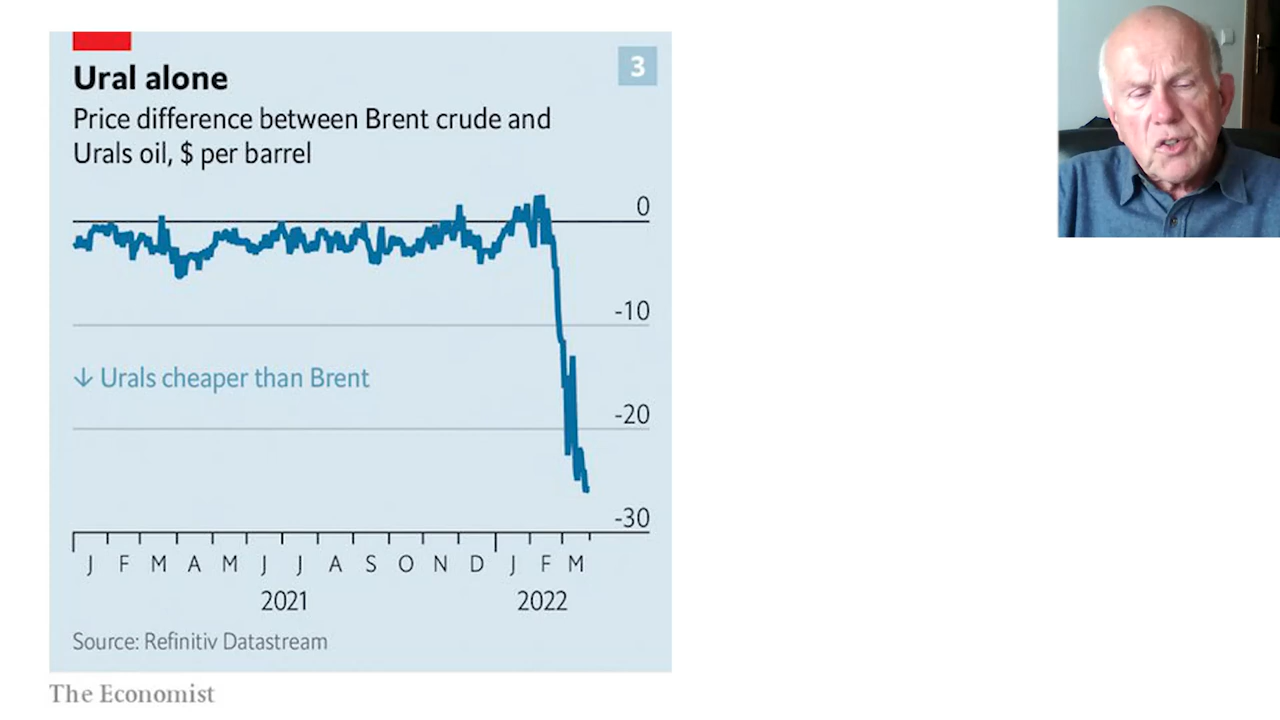 3
Ural alone
Price difference between Brent crude and
Urals oil, $ per barrel
0
-10
↓ Urals cheaper than Brent
-20
-30
J F M A M J J A S O N D J F M
2021 2022
Source: Refinitiv Datastream
The Economist